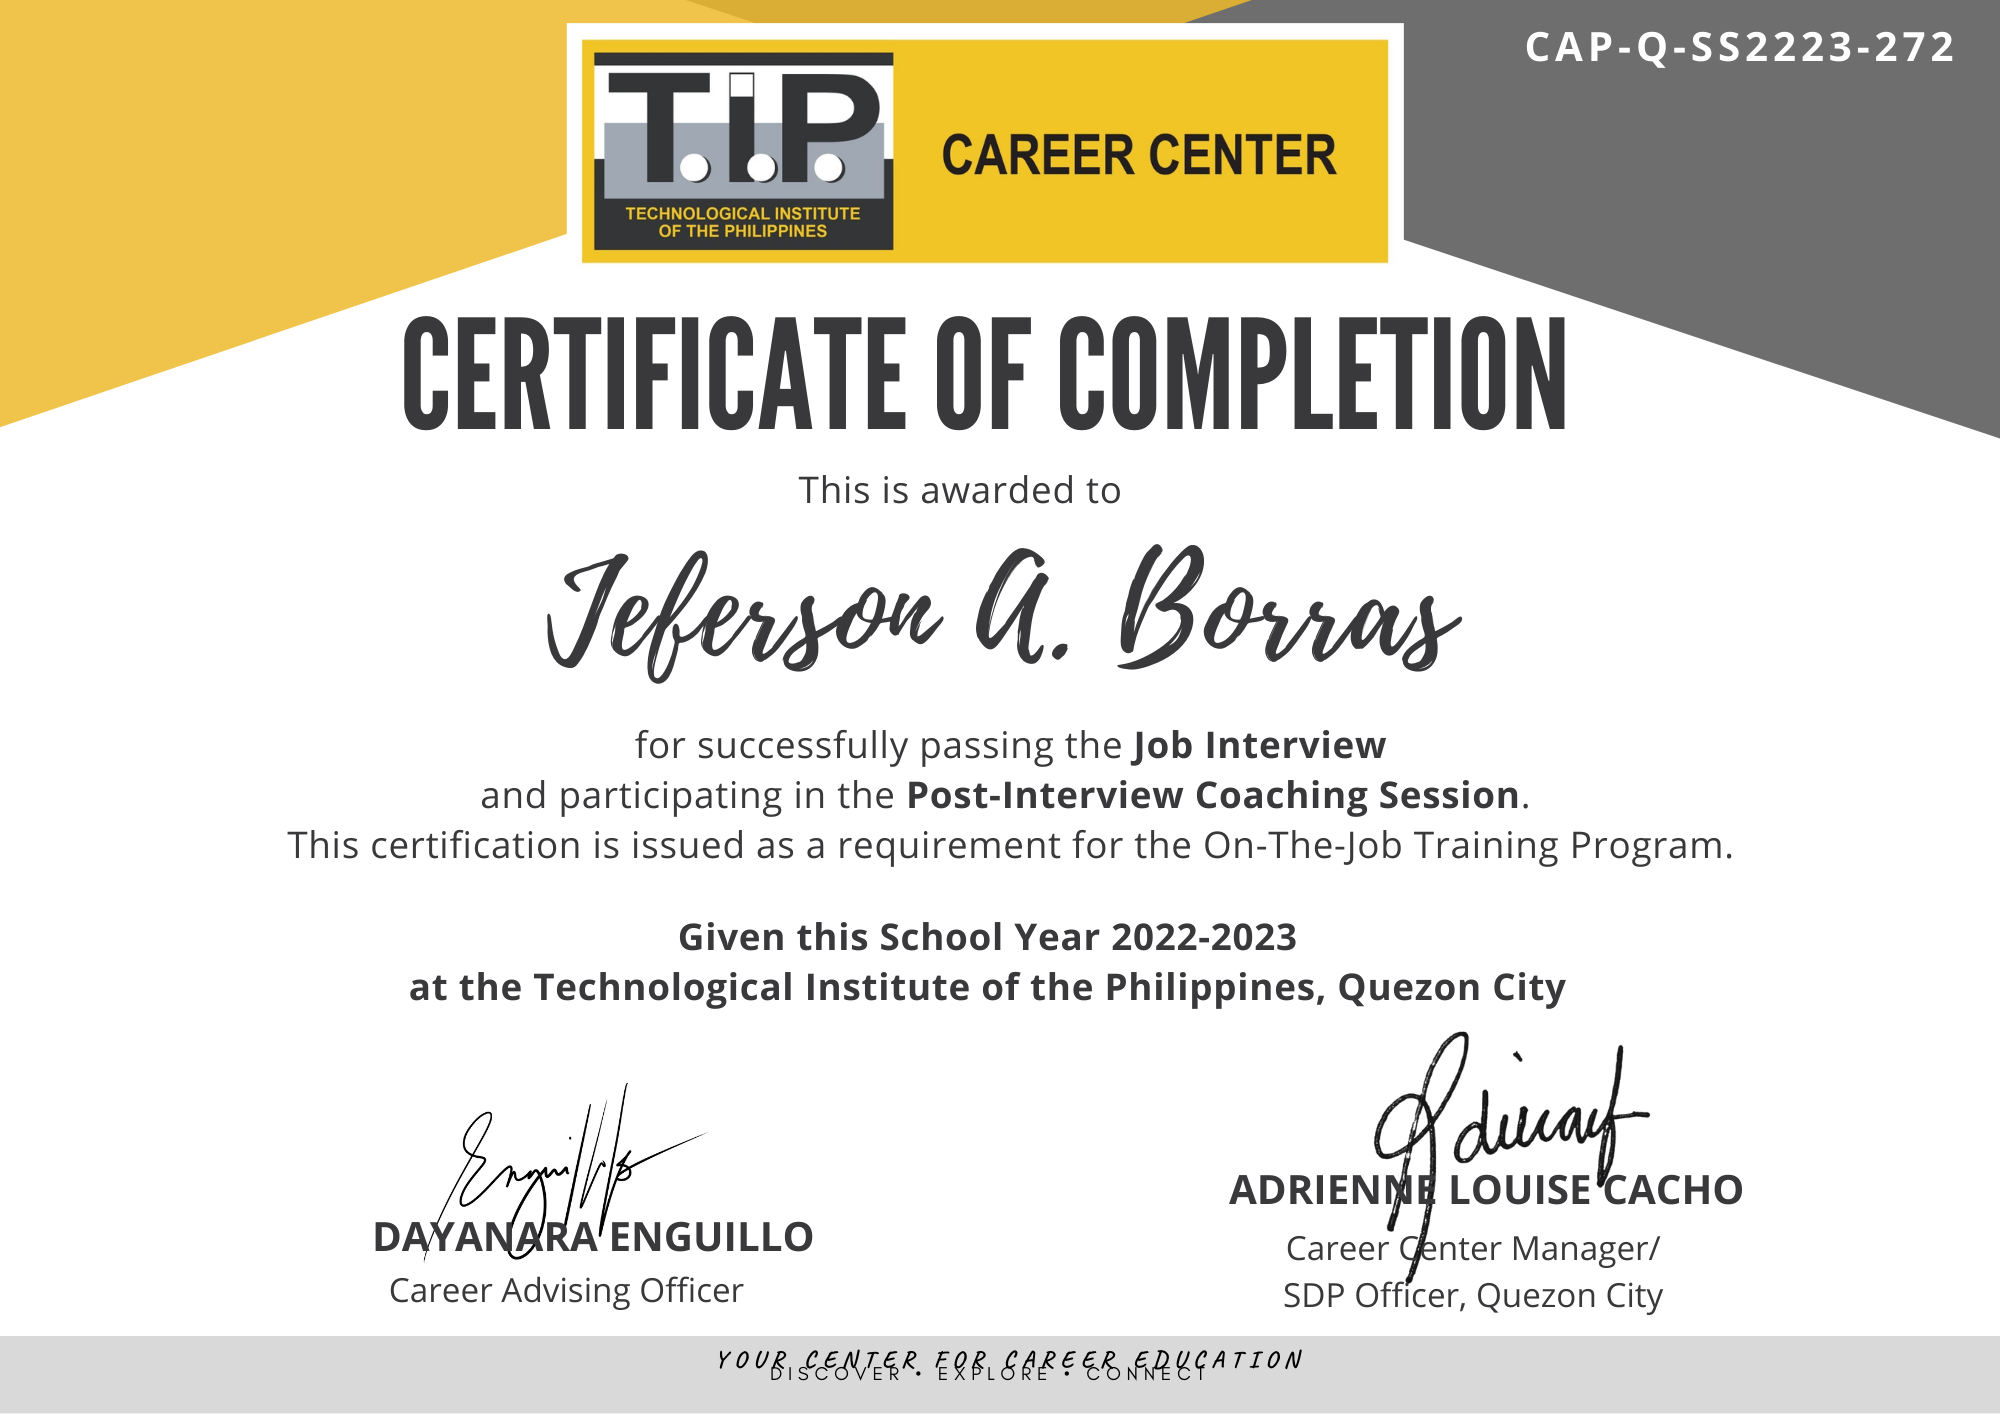 CAP-Q-SS2223-272
T.I.P.
TECHNOLOGICAL INSTITUTE
OF THE PHILIPPINES
CAREER CENTER
CERTIFICATE OF COMPLETION
This is awarded to
Jeferson A. Borras
for successfully passing the Job Interview
and participating in the Post-Interview Coaching Session.
This certification is issued as a requirement for the On-The-Job Training Program.
Given this School Year 2022-2023
at the Technological Institute of the Philippines, Quezon City
DAYANARA ENGUILLO
Career Advising Officer
ADRIENNE LOUISE CACHO
Career Center Manager/
SDP Officer, Quezon City
YOUR CENTER FOR CAREER EDUCATION
DISCOVER • EXPLORE • CONNECT